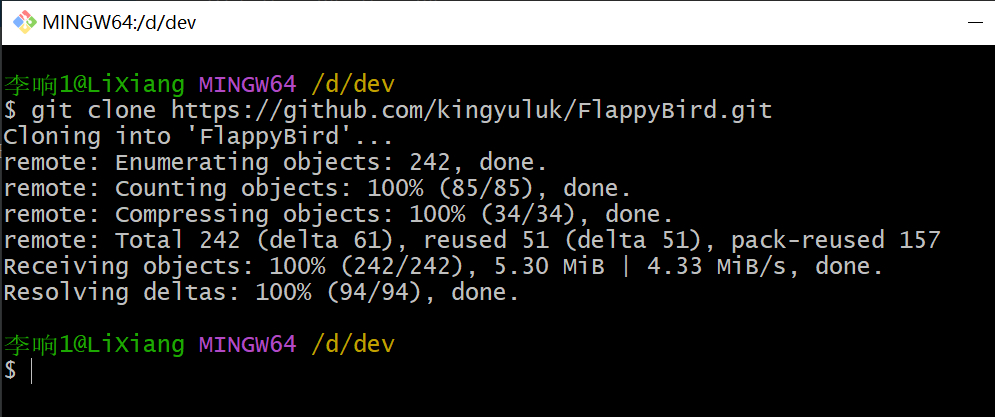 MINGW64:/d/dev
李响1@LiXiang MINGW64 /d/dev
$ git clone https://github.com/kingyuluk/FlappyBird.git
Cloning into 'FlappyBird'...
remote: Enumerating objects: 242, done.
remote: Counting objects: 100% (85/85), done.
remote: Compressing objects: 100% (34/34), done.
remote: Total 242 (delta 61), reused 51 (delta 51), pack-reused 157
Receiving objects: 100% (242/242), 5.30 MiB | 4.33 MiB/s, done.
Resolving deltas: 100% (94/94), done.
李响1@LiXiang MINGW64 /d/dev
$